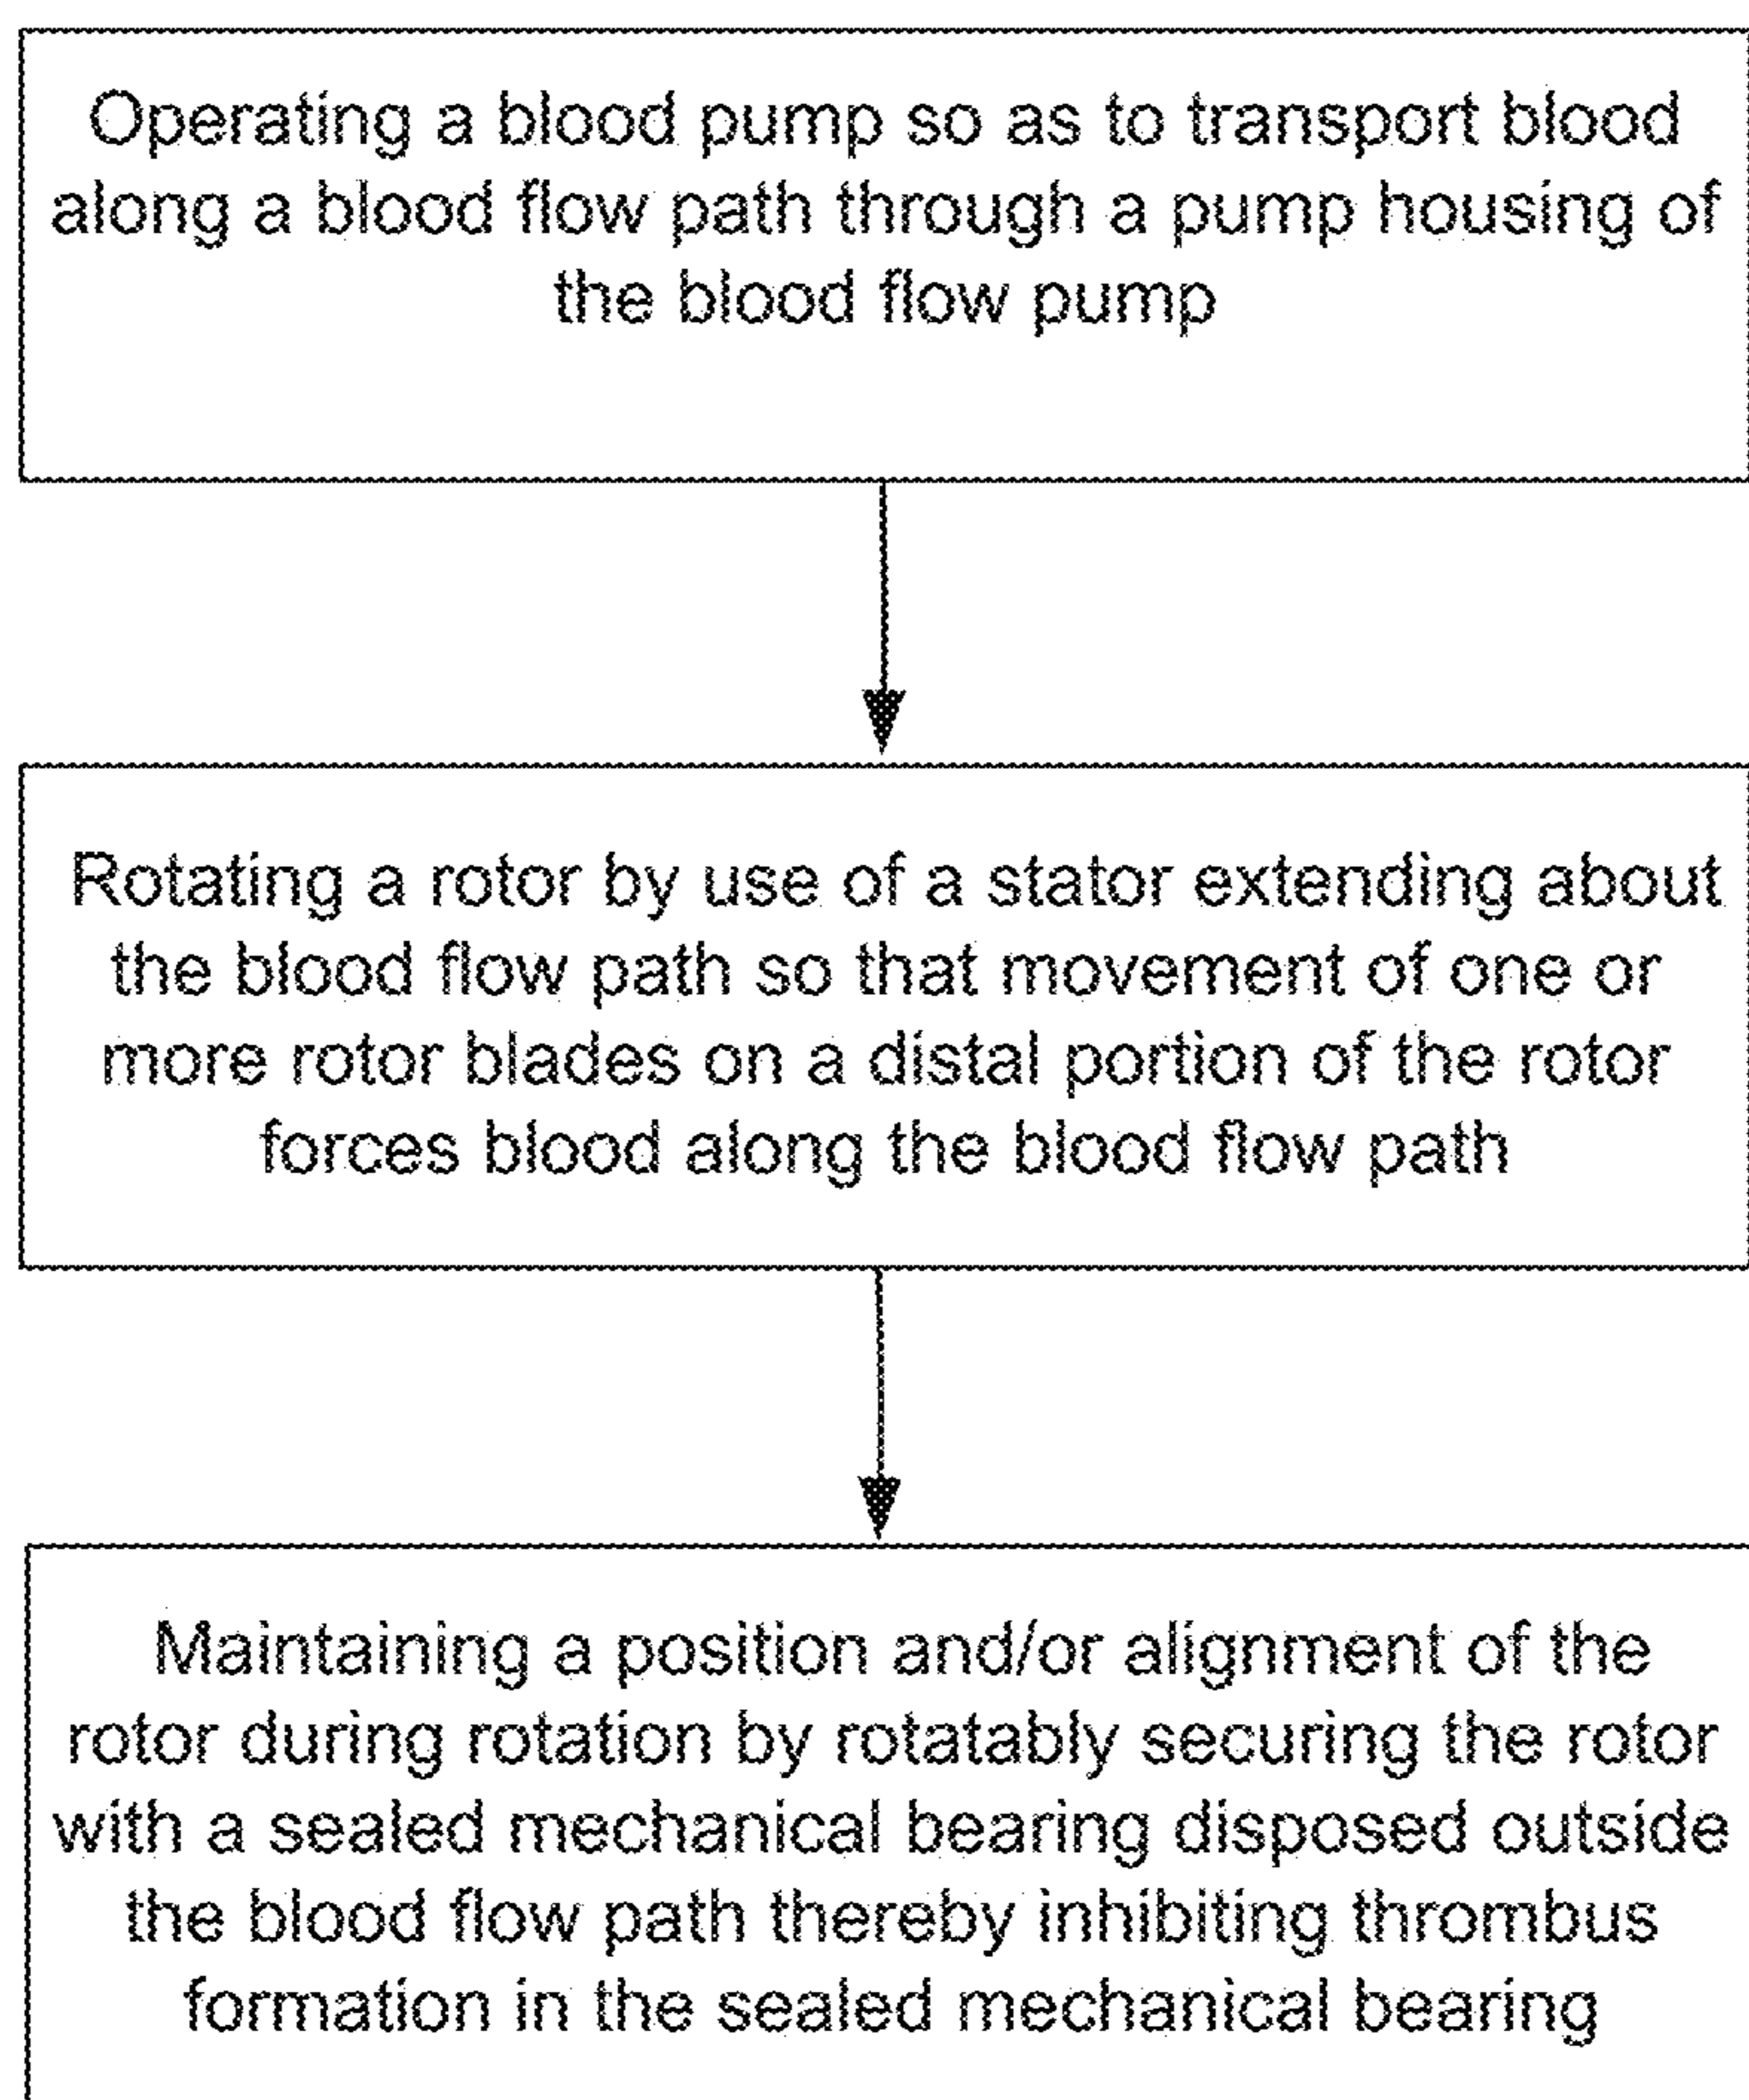 Operating a blood pump so as to transport blood
along a blood flow path through a pump housing of
the blood flow pump
Rotating a rotor by use of a stator extending about
the blood flow path so that movement of one or
more rotor blades on a distal portion of the rotor
forces blood along the blood flow path
Maintaining a position and/or alignment of the
rotor during rotation by rotatably securing the rotor
with a sealed mechanical bearing disposed outside
the blood flow path thereby inhibiting thrombus
formation in the sealed mechanical bearing